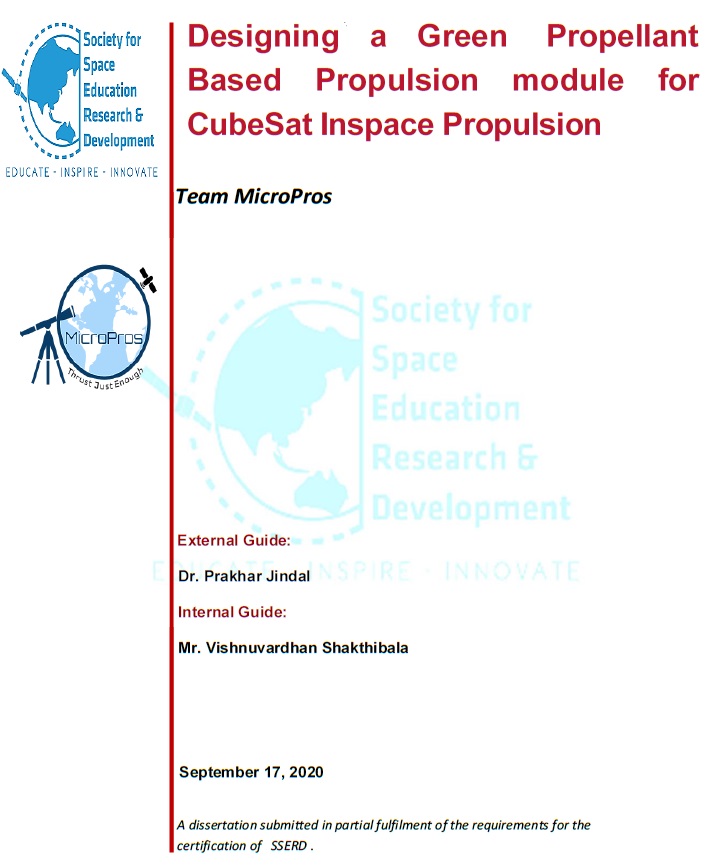 Society for
Space
Education
Research &
Development
EDUCATE - INSPIRE - INNOVATE
Designing a Green Propellant
Based Propulsion module for
CubeSat Inspace Propulsion
Team MicroPros
MicroPros
Thrust Just Enough
Society for
Space
Education
Research &
Development
EDUCATE - INSPIRE - INNOVATE
External Guide:
Dr. Prakhar Jindal
Internal Guide:
Mr. Vishnuvardhan Shakthibala
September 17, 2020
A dissertation submitted in partial fulfilment of the requirements for the
certification of SSERD .